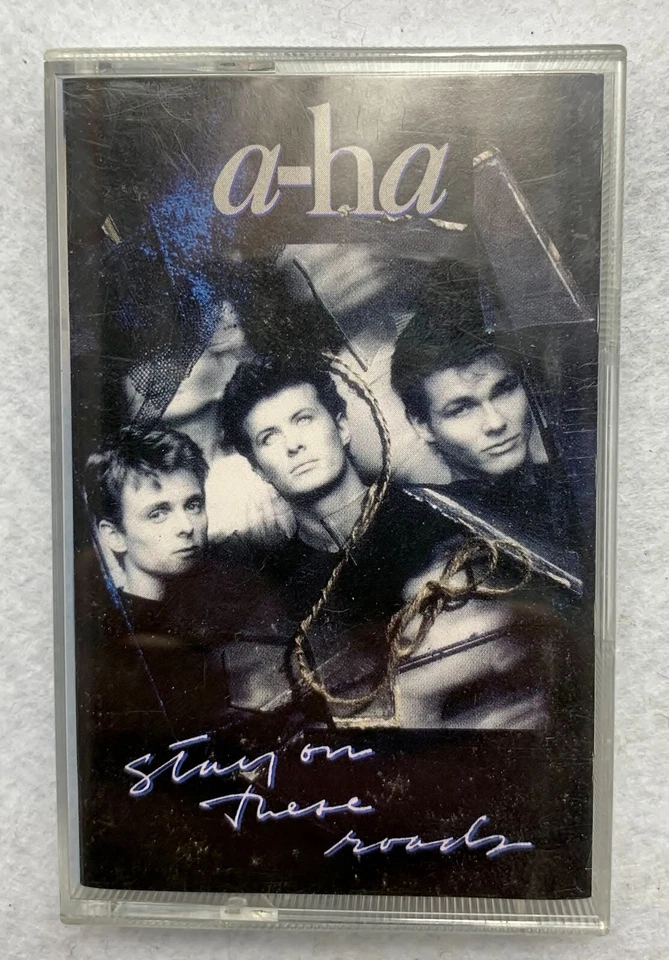 a-ha
stay on
these
roads